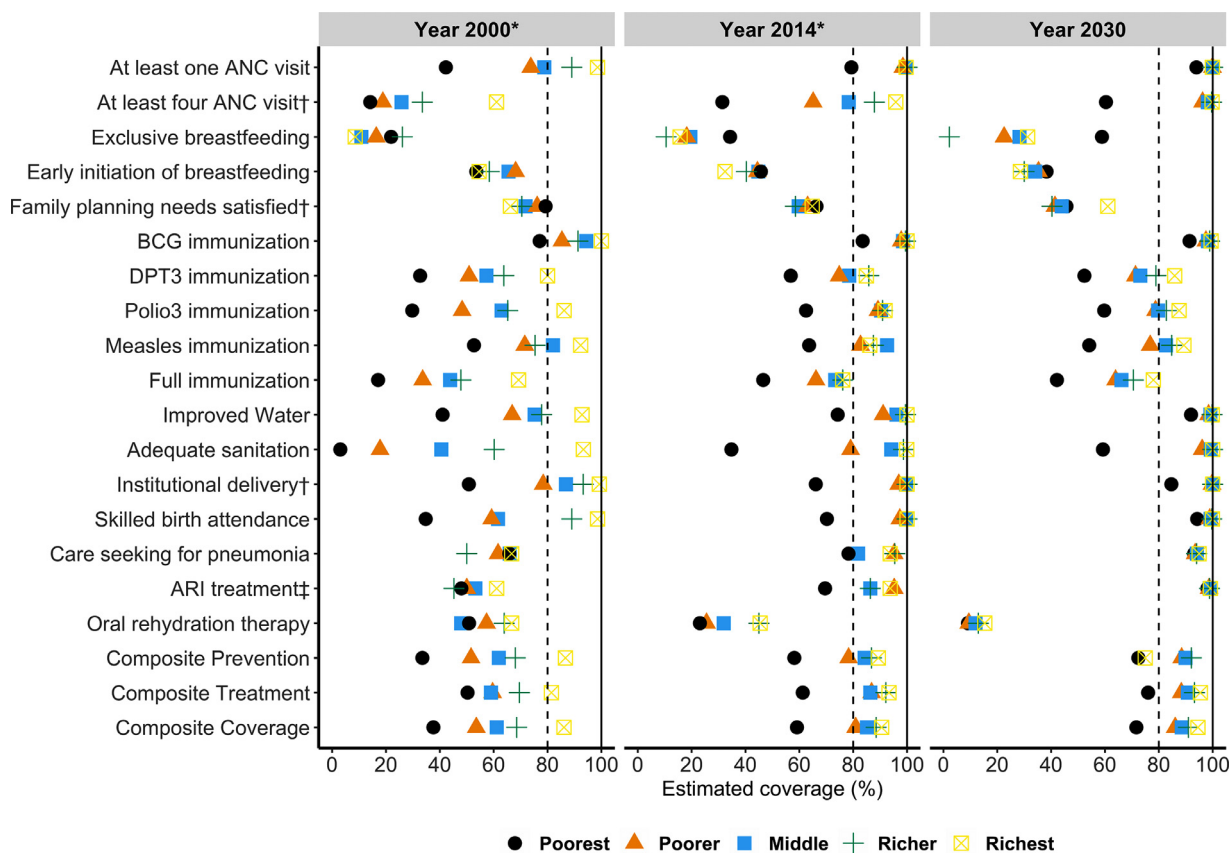 Year 2000* Year 2014* Year 2030
At least one ANC visit
At least four ANC visit†
Exclusive breastfeeding
Early initiation of breastfeeding
Family planning needs satisfied†
BCG immunization
DPT3 immunization
Polio3 immunization
Measles immunization
Full immunization
Improved Water
Adequate sanitation
Institutional delivery†
Skilled birth attendance
Care seeking for pneumonia
ARI treatment‡
Oral rehydration therapy
Composite Prevention
Composite Treatment
Composite Coverage
0 20 40 60 80 100 0 20 40 60 80 100 0 20 40 60 80 100
Estimated coverage (%)
Poorest Poorer Middle Richer Richest